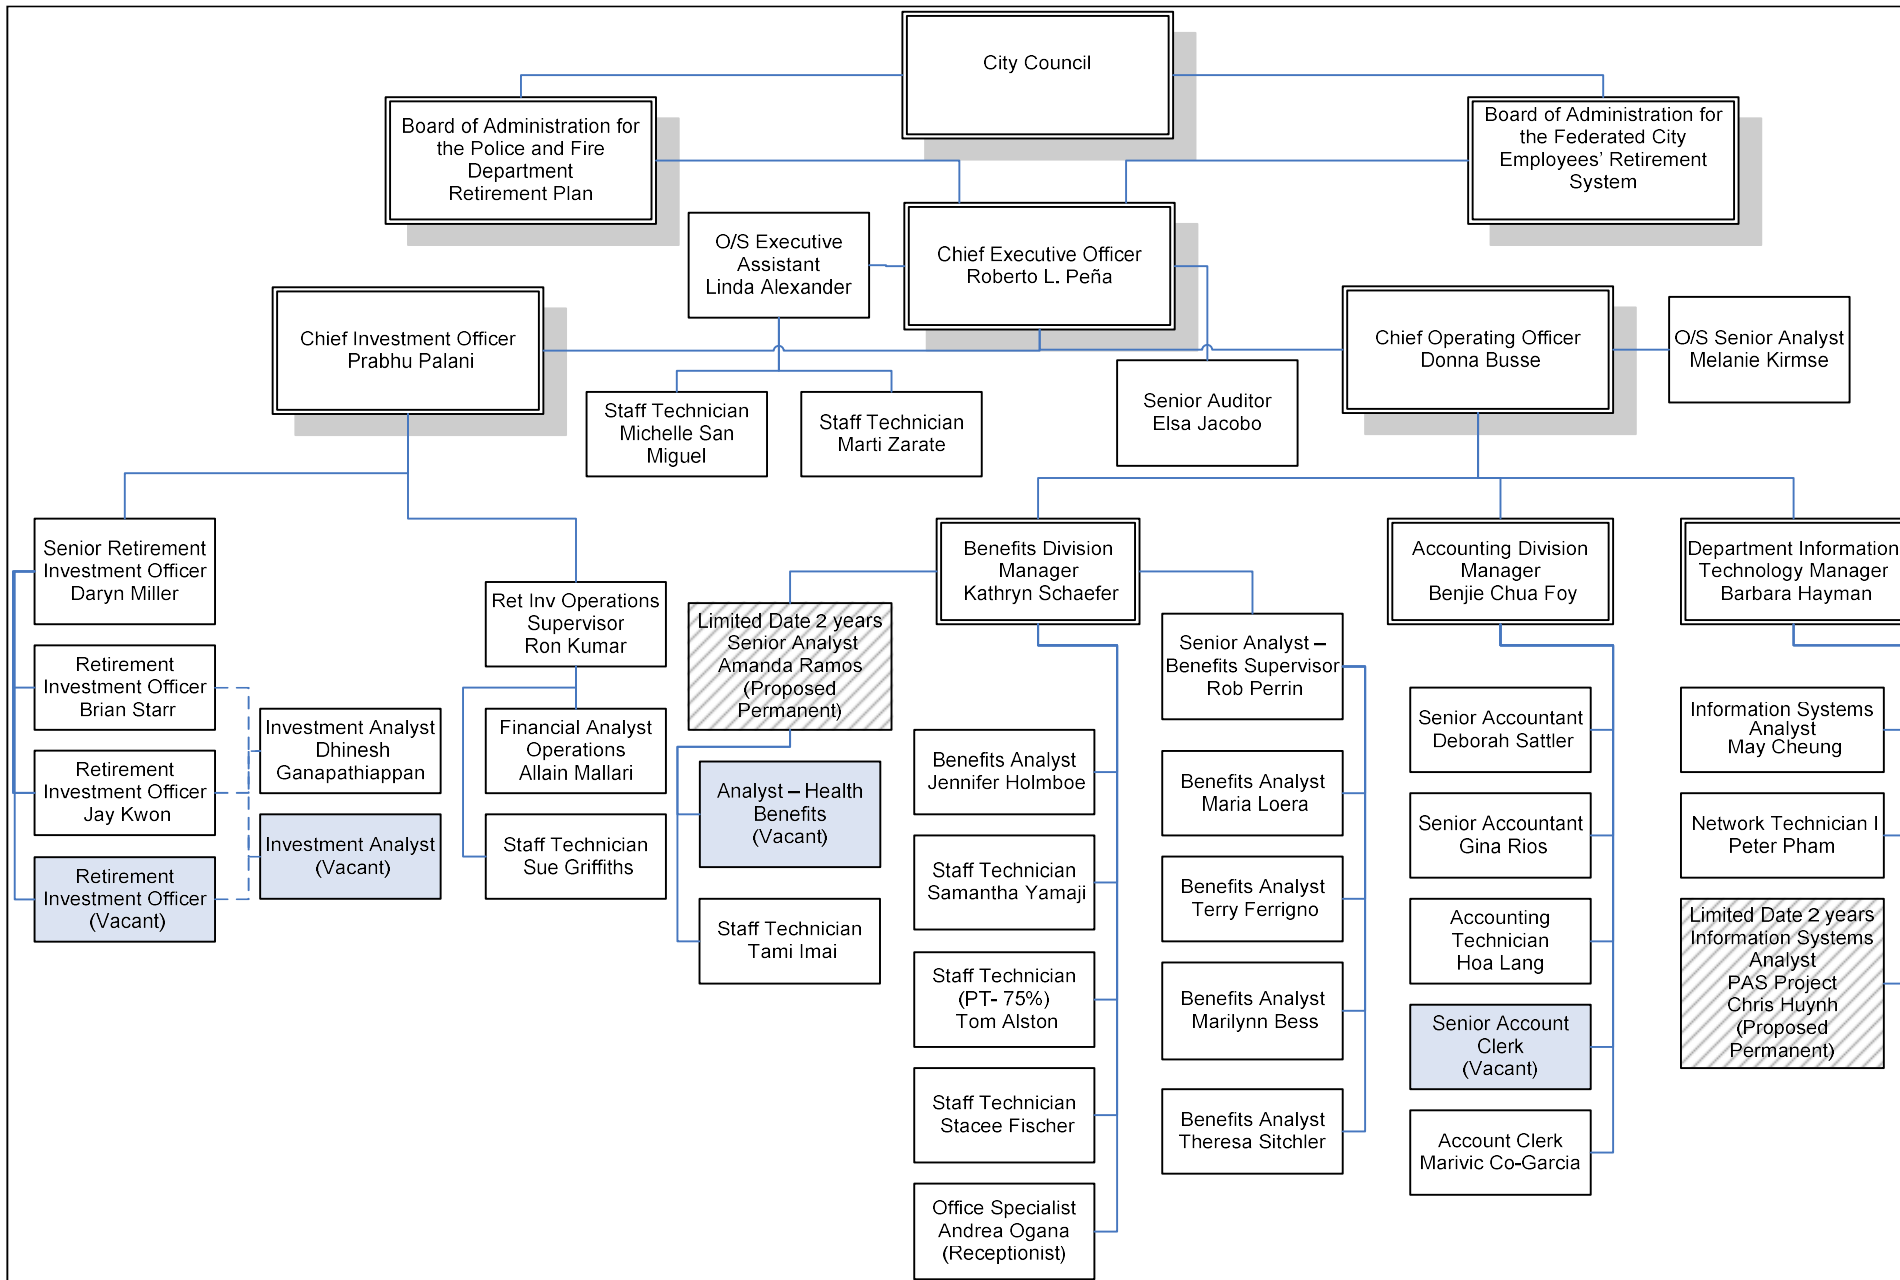 City Council
Board of Administration for
the Police and Fire
Department
Retirement Plan
Board of Administration for
the Federated City
Employees' Retirement
System
O/S Executive
Assistant
Linda Alexander
Chief Executive Officer
Roberto L. Peña
Chief Investment Officer
Prabhu Palani
Chief Operating Officer
Donna Busse
O/S Senior Analyst
Melanie Kirmse
Staff Technician
Michelle San
Miguel
Staff Technician
Marti Zarate
Senior Auditor
Elsa Jacobo
Senior Retirement
Investment Officer
Daryn Miller
Ret Inv Operations
Supervisor
Ron Kumar
Benefits Division
Manager
Kathryn Schaefer
Accounting Division
Manager
Benjie Chua Foy
Department Information
Technology Manager
Barbara Hayman
Retirement
Investment Officer
Brian Starr
Retirement
Investment Officer
Jay Kwon
Retirement
Investment Officer
(Vacant)
Investment Analyst
Dhinesh
Ganapathiappan
Investment Analyst
(Vacant)
Financial Analyst
Operations
Allain Mallari
Staff Technician
Sue Griffiths
Limited Date 2 years
Senior Analyst
Amanda Ramos
(Proposed
Permanent)
Analyst – Health
Benefits
(Vacant)
Staff Technician
Tami Imai
Benefits Analyst
Jennifer Holmboe
Staff Technician
Samantha Yamaji
Staff Technician
(PT- 75%)
Tom Alston
Staff Technician
Stacee Fischer
Office Specialist
Andrea Ogana
(Receptionist)
Senior Analyst –
Benefits Supervisor
Rob Perrin
Benefits Analyst
Maria Loera
Benefits Analyst
Terry Ferrigno
Benefits Analyst
Marilynn Bess
Benefits Analyst
Theresa Sitchler
Senior Accountant
Deborah Sattler
Senior Accountant
Gina Rios
Accounting
Technician
Hoa Lang
Senior Account
Clerk
(Vacant)
Account Clerk
Marivic Co-Garcia
Information Systems
Analyst
May Cheung
Network Technician I
Peter Pham
Limited Date 2 years
Information Systems
Analyst
PAS Project
Chris Huynh
(Proposed
Permanent)